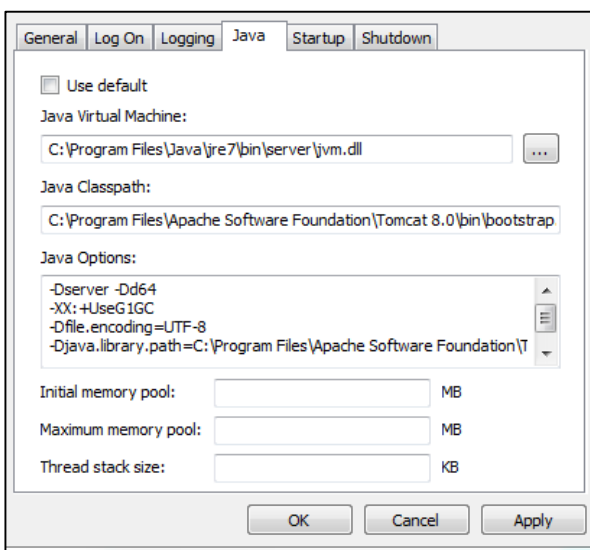 General Log On Logging Java Startup Shutdown
Use default
Java Virtual Machine:
C:\Program Files\Java\jre7\bin\server\jvm.dll ...
Java Classpath:
C:\Program Files\Apache Software Foundation\Tomcat 8.0\bin\bootstrap
Java Options:
-Dserver -Dd64
-XX:+UseG1GC
-Dfile.encoding=UTF-8
-Djava.library.path=C:\Program Files\Apache Software Foundation\T
Initial memory pool: MB
Maximum memory pool: MB
Thread stack size: KB
OK Cancel Apply